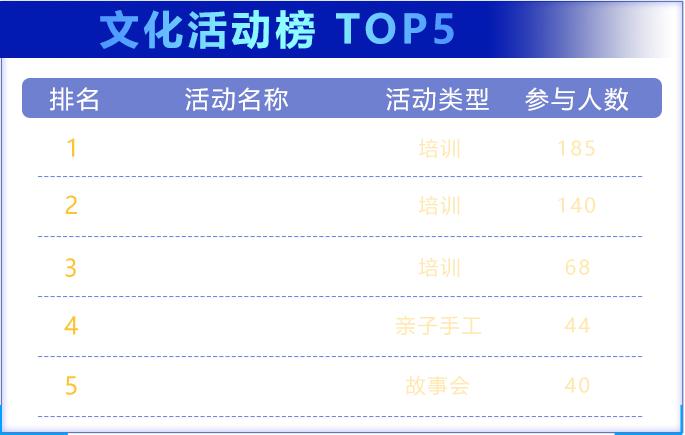 文化活动榜 TOP5
排名 活动名称 活动类型 参与人数
1 培训 185
2 培训 140
3 培训 68
4 亲子手工 44
5 故事会 40